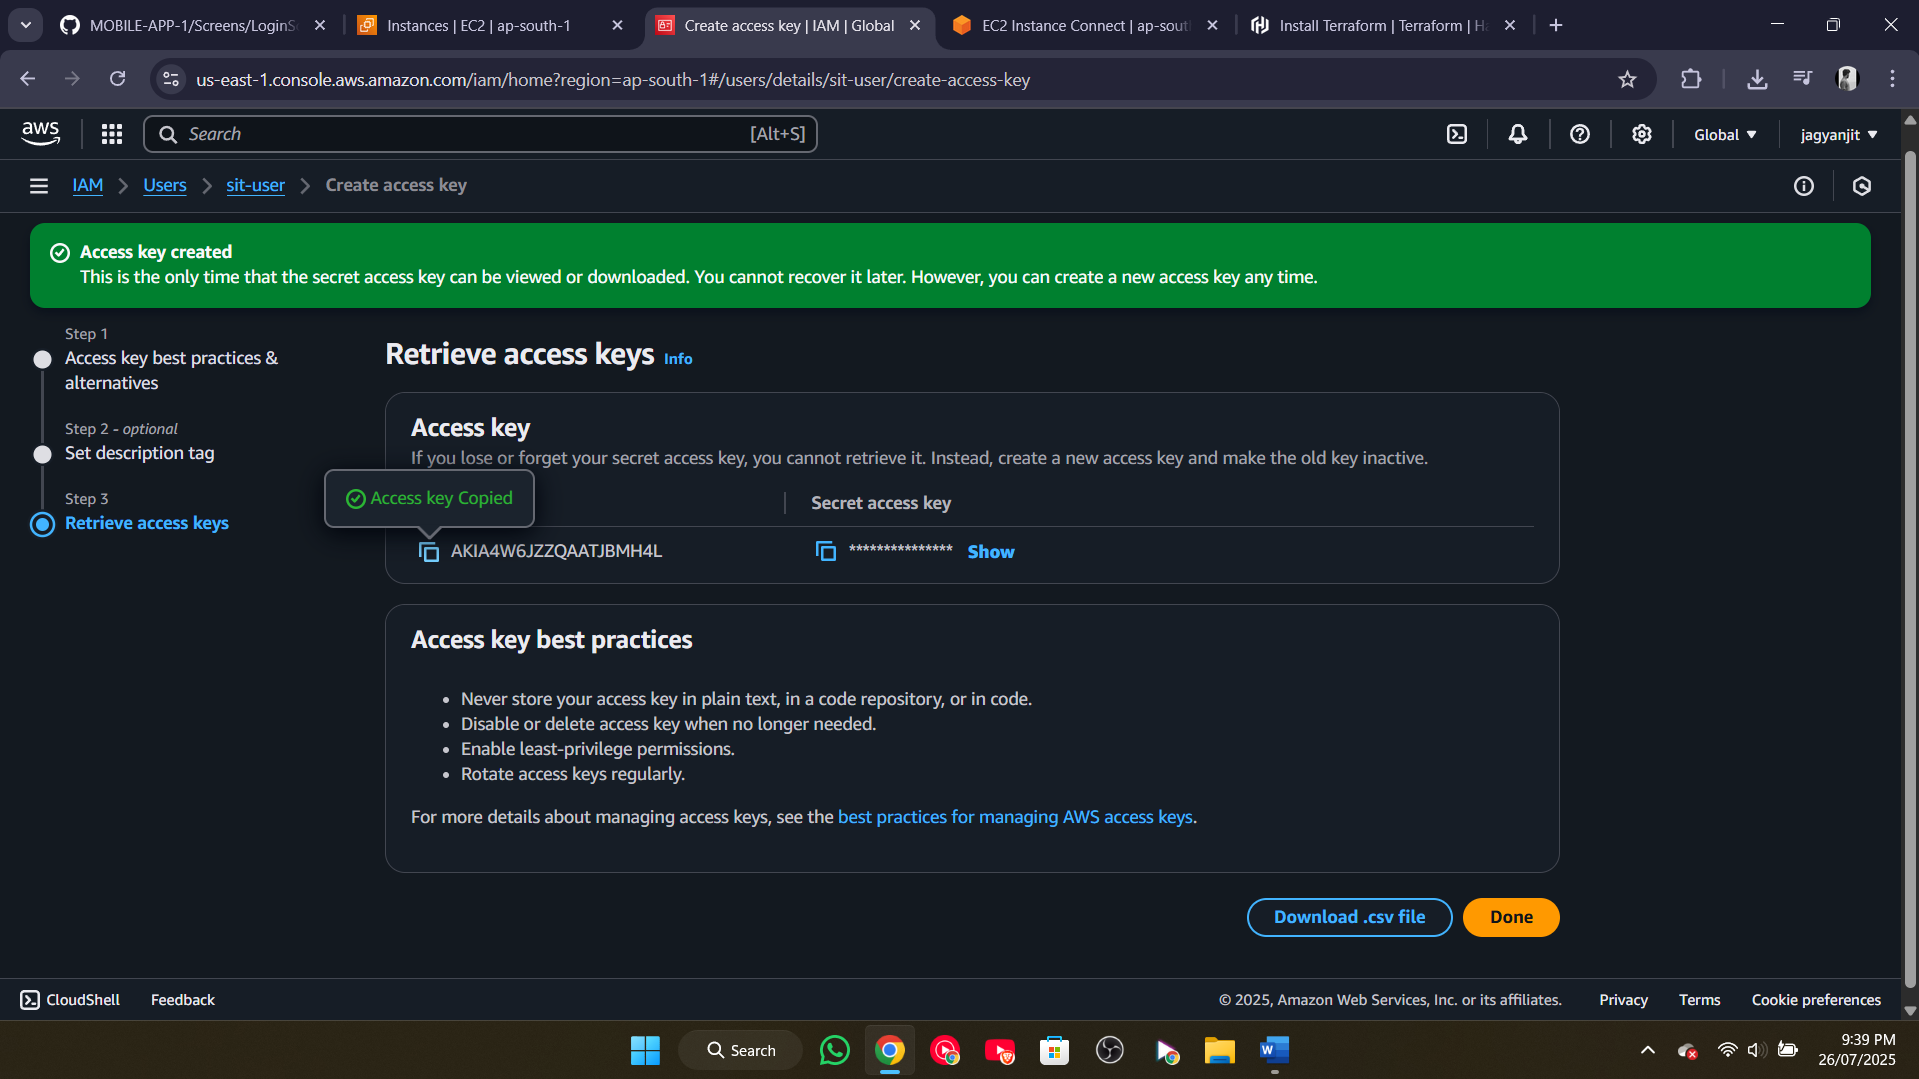 MOBILE-APP-1/Screens/LoginSc
Instances | EC2 | ap-south-1
Create access key | IAM | Global
EC2 Instance Connect | ap-sout
Install Terraform | Terraform | Ha
us-east-1.console.aws.amazon.com/iam/home?region=ap-south-1#/users/details/sit-user/create-access-key
aws
Search
[Alt+S]
Global
jagyanjit
IAM
Users
sit-user
Create access key
Access key created
This is the only time that the secret access key can be viewed or downloaded. You cannot recover it later. However, you can create a new access key any time.
Step 1
Access key best practices &
alternatives
Step 2 - optional
Set description tag
Step 3
Retrieve access keys
Retrieve access keys Info
Access key
If you lose or forget your secret access key, you cannot retrieve it. Instead, create a new access key and make the old key inactive.
Access key Copied
Secret access key
AKIA4W6JZZQAATJBMH4L
*************** Show
Access key best practices
• Never store your access key in plain text, in a code repository, or in code.
• Disable or delete access key when no longer needed.
• Enable least-privilege permissions.
• Rotate access keys regularly.
For more details about managing access keys, see the best practices for managing AWS access keys.
Download .csv file
Done
CloudShell
Feedback
© 2025, Amazon Web Services, Inc. or its affiliates.
Privacy
Terms
Cookie preferences
Search
9:39 PM
26/07/2025